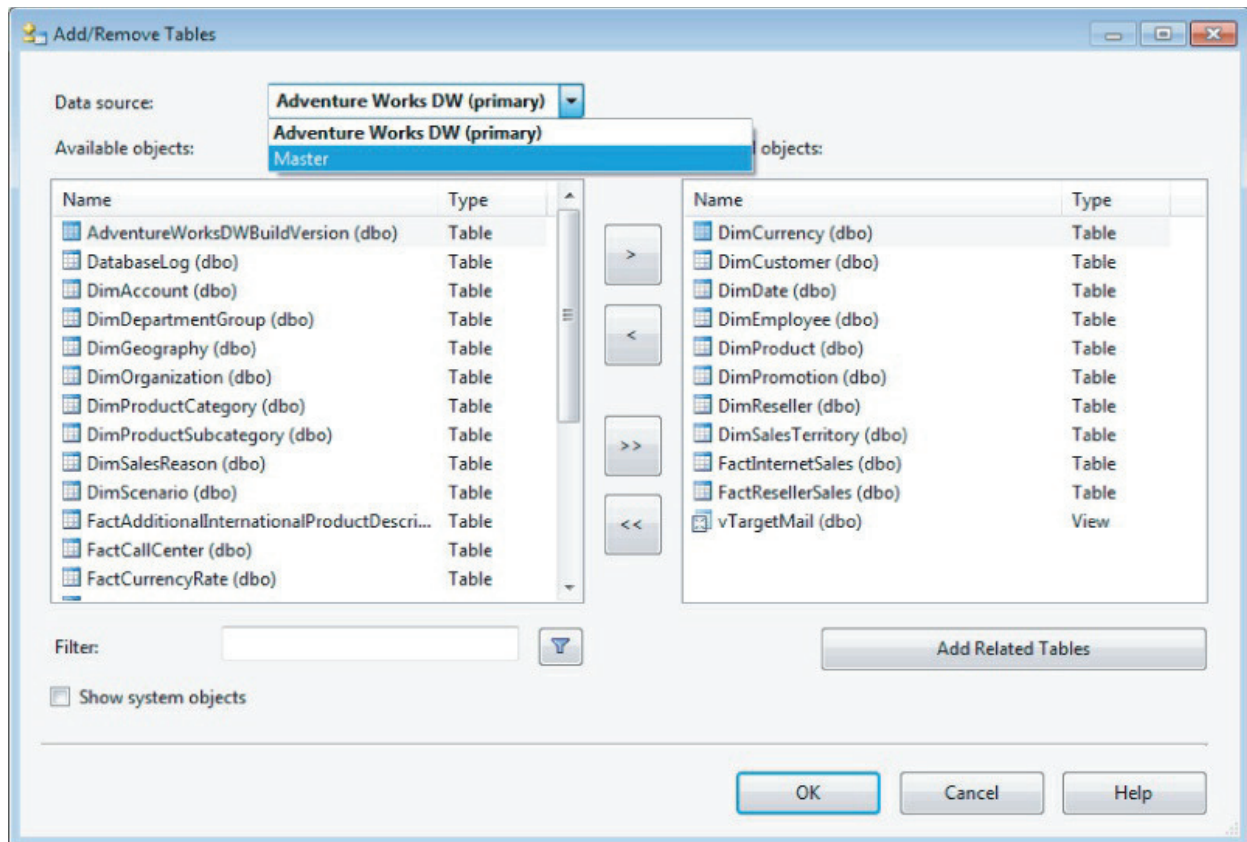 Add/Remove Tables
Data source:
Adventure Works DW (primary)
Adventure Works DW (primary)
Master
Available objects:
objects:
Name Type
AdventureWorksDWBuildVersion (dbo) Table
DatabaseLog (dbo) Table
DimAccount (dbo) Table
DimDepartmentGroup (dbo) Table
DimGeography (dbo) Table
DimOrganization (dbo) Table
DimProductCategory (dbo) Table
DimProductSubcategory (dbo) Table
DimSalesReason (dbo) Table
DimScenario (dbo) Table
FactAdditionalInternationalProductDescri... Table
FactCallCenter (dbo) Table
FactCurrencyRate (dbo) Table
>
<
>>
<<
Name Type
DimCurrency (dbo) Table
DimCustomer (dbo) Table
DimDate (dbo) Table
DimEmployee (dbo) Table
DimProduct (dbo) Table
DimPromotion (dbo) Table
DimReseller (dbo) Table
DimSalesTerritory (dbo) Table
FactInternetSales (dbo) Table
FactResellerSales (dbo) Table
vTargetMail (dbo) View
Filter:
Add Related Tables
Show system objects
OK Cancel Help